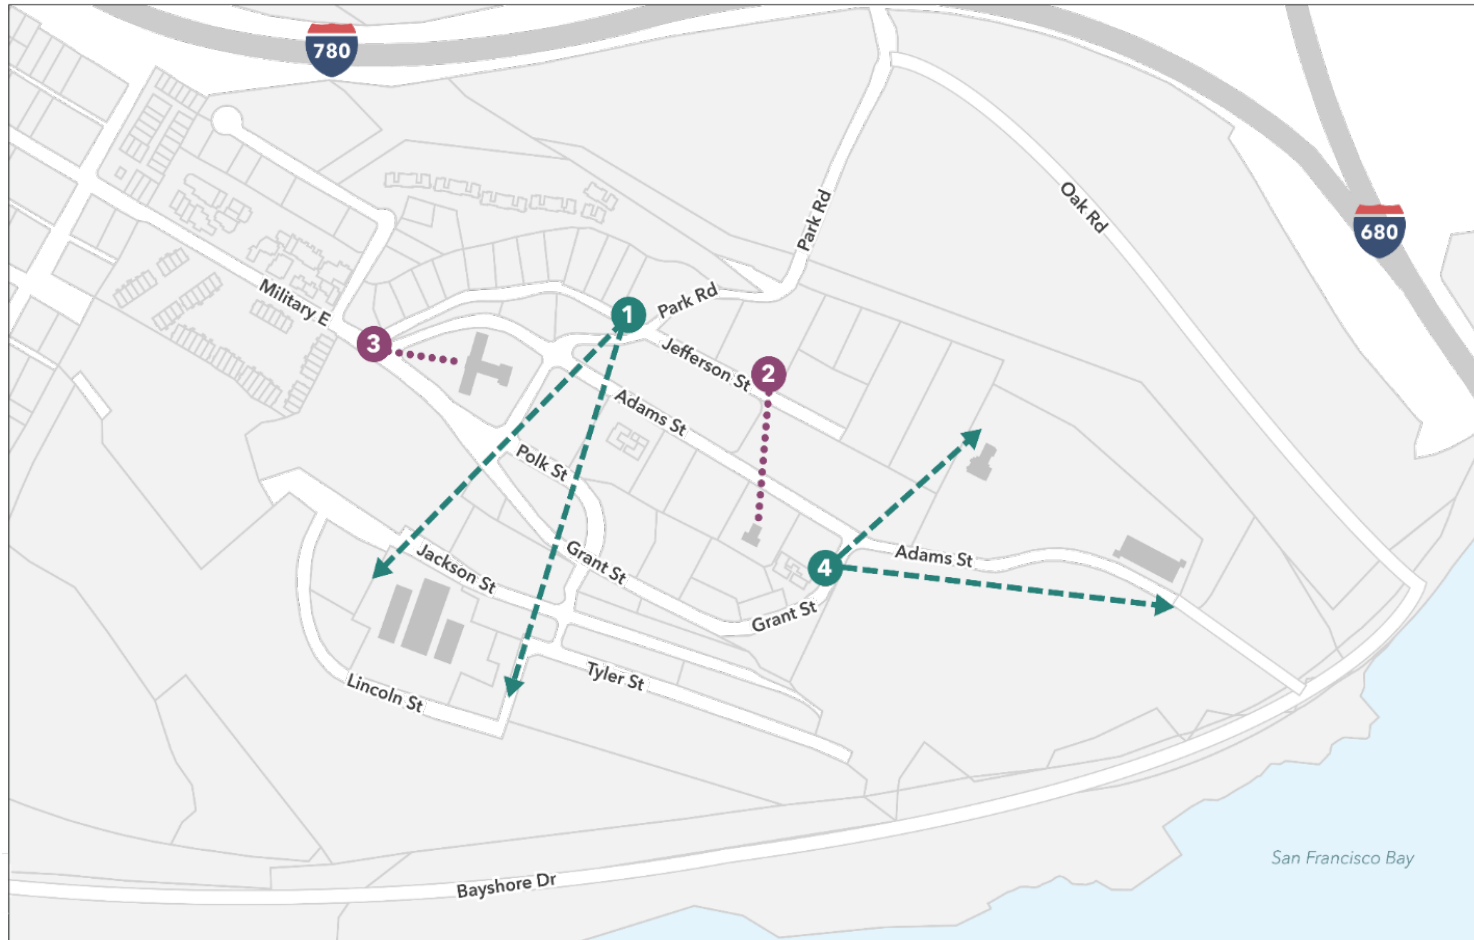 780
680
Park Rd
Oak Rd
Military E
Park Rd
1
3
2
Jefferson St
Adams St
Polk St
Grant St
Jackson St
4
Adams St
Grant St
Tyler St
Lincoln St
San Francisco Bay
Bayshore Dr